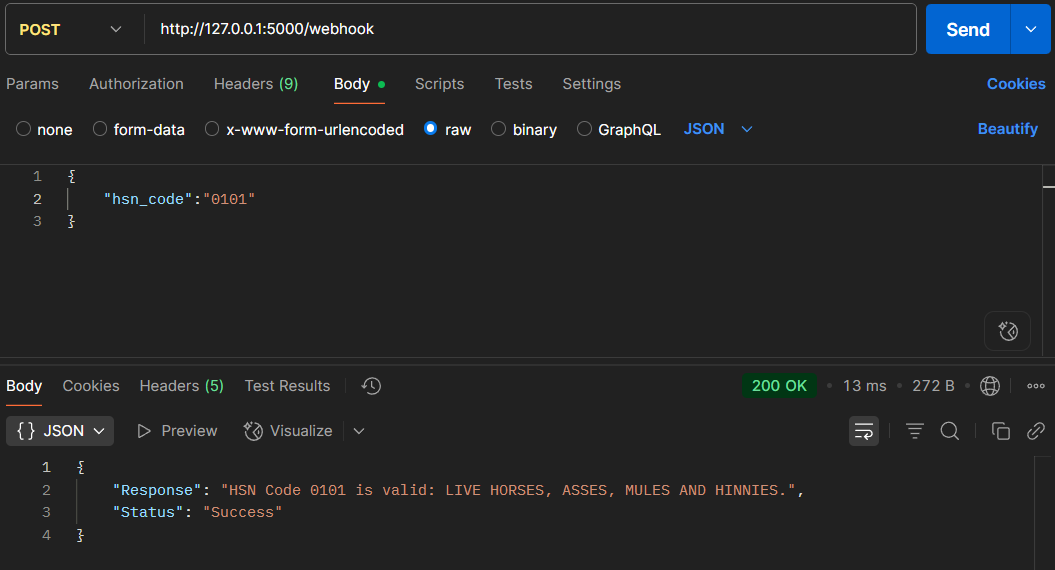 POST http://127.0.0.1:5000/webhook Send
Params Authorization Headers (9) Body Scripts Tests Settings Cookies
none form-data x-www-form-urlencoded raw binary GraphQL JSON Beautify
1 {
2 "hsn_code":"0101"
3 }
Body Cookies Headers (5) Test Results 200 OK 13 ms 272 B
{} JSON Preview Visualize
1 {
2 "Response": "HSN Code 0101 is valid: LIVE HORSES, ASSES, MULES AND HINNIES.",
3 "Status": "Success"
4 }